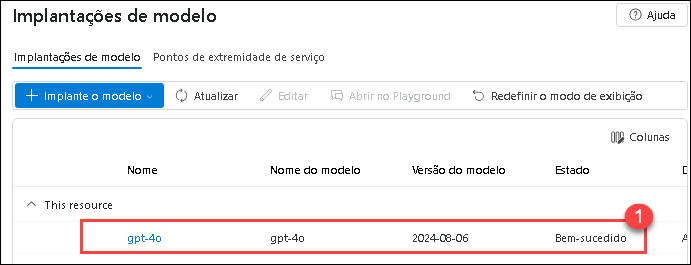 Implantações de modelo
Ajuda
Implantações de modelo Pontos de extremidade de serviço
Implante o modelo Atualizar Editar Abrir no Playground Redefinir o modo de exibição
Colunas
Nome Nome do modelo Versão do modelo Estado
This resource
1
gpt-4o gpt-4o 2024-08-06 Bem-sucedido